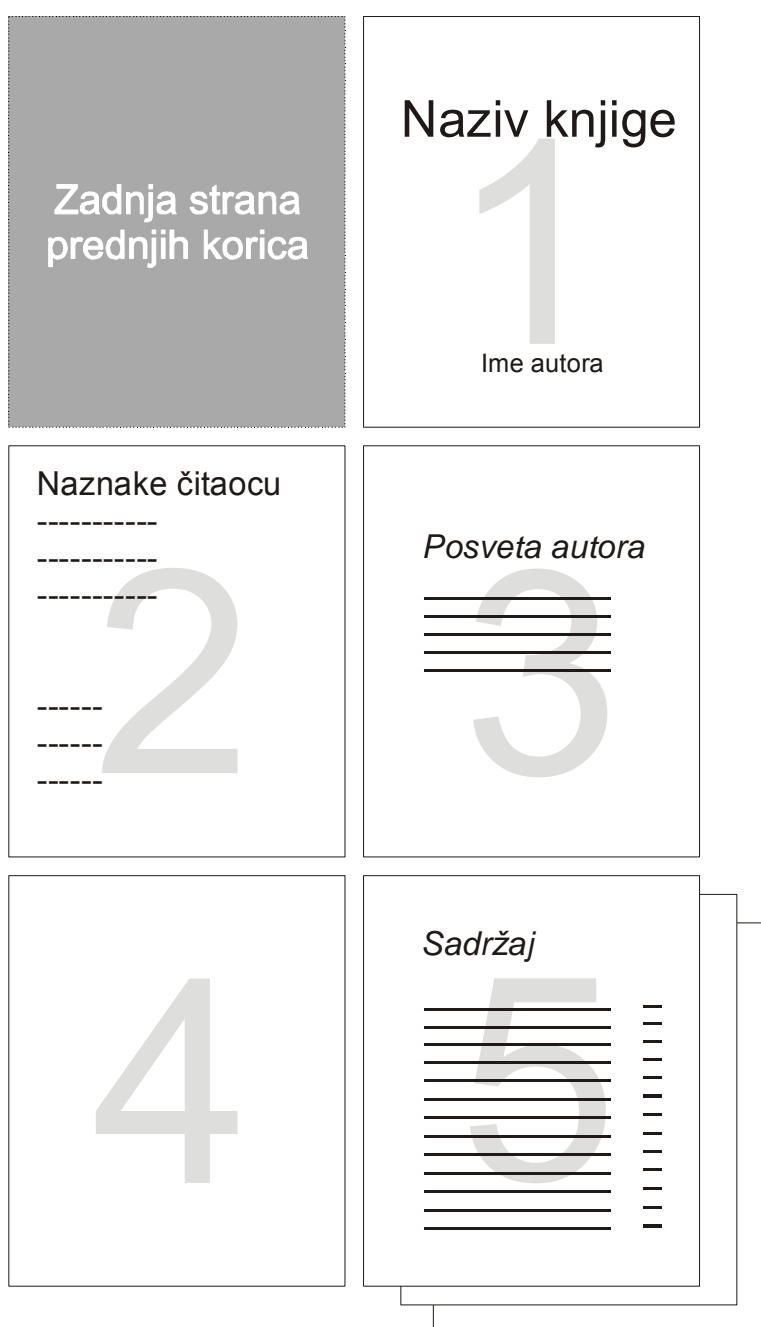 Zadnja strana
prednjih korica
Naziv knjige
1
Ime autora
Naznake čitaocu
-----------
-----------
-----------
2
------
------
------
Posveta autora
3
4
Sadržaj
5